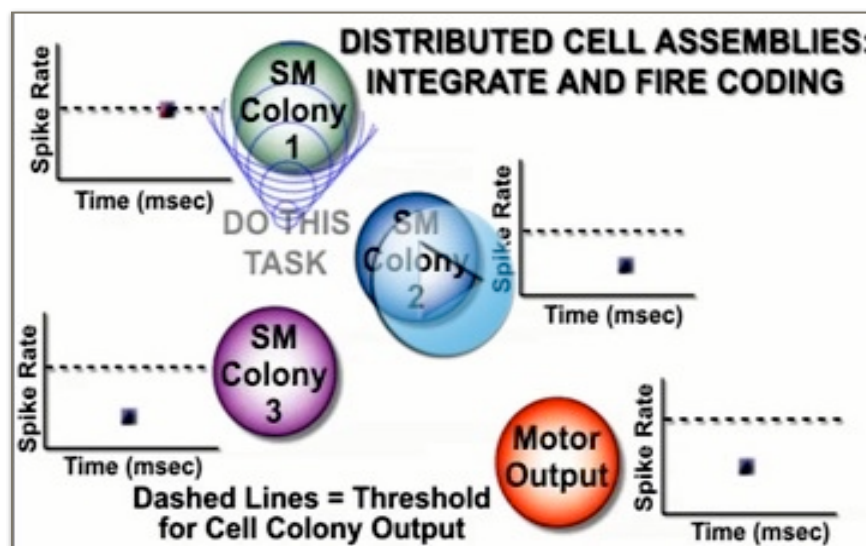 DISTRIBUTED CELL ASSEMBLIES:
INTEGRATE AND FIRE CODING
Spike Rate
Time (msec)
SM
Colony
1
DO THIS
TASK
SM
Colony
2
Spike Rate
Time (msec)
Spike Rate
Time (msec)
SM
Colony
3
Motor
Output
Spike Rate
Time (msec)
Dashed Lines = Threshold
for Cell Colony Output